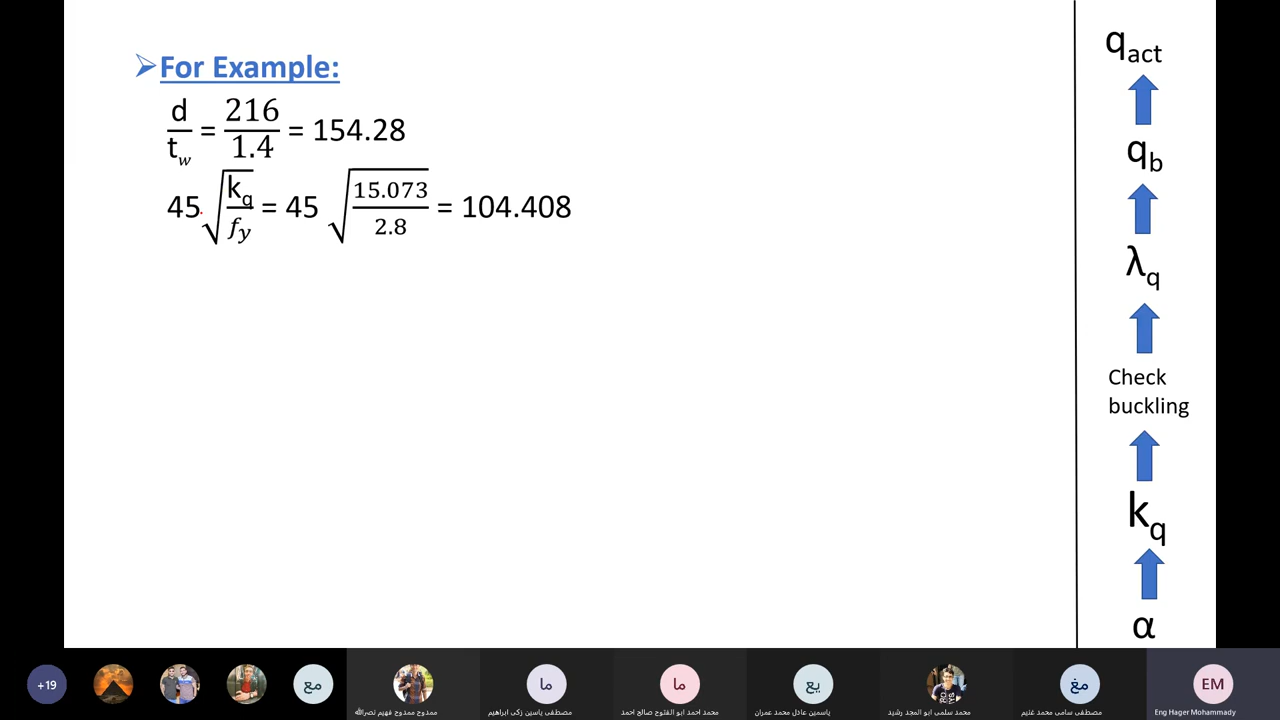 For Example:
d/t_w = 216/1.4 = 154.28
45√(k_q/f_y) = 45 √(15.073/2.8) = 104.408
q_act
q_b
λ_q
Check
buckling
k_q
α
+19
مع
ممدوح ممدوح فهيم نصرالله
ما
مصطفى ياسين زكى ابراهيم
ما
محمد احمد ابو الفتوح صالح احمد
يع
ياسمين عادل محمد عمران
محمد سلمى ابو المجد رشيد
مغ
مصطفى سامى محمد غنيم
EM
Eng Hager Mohammady